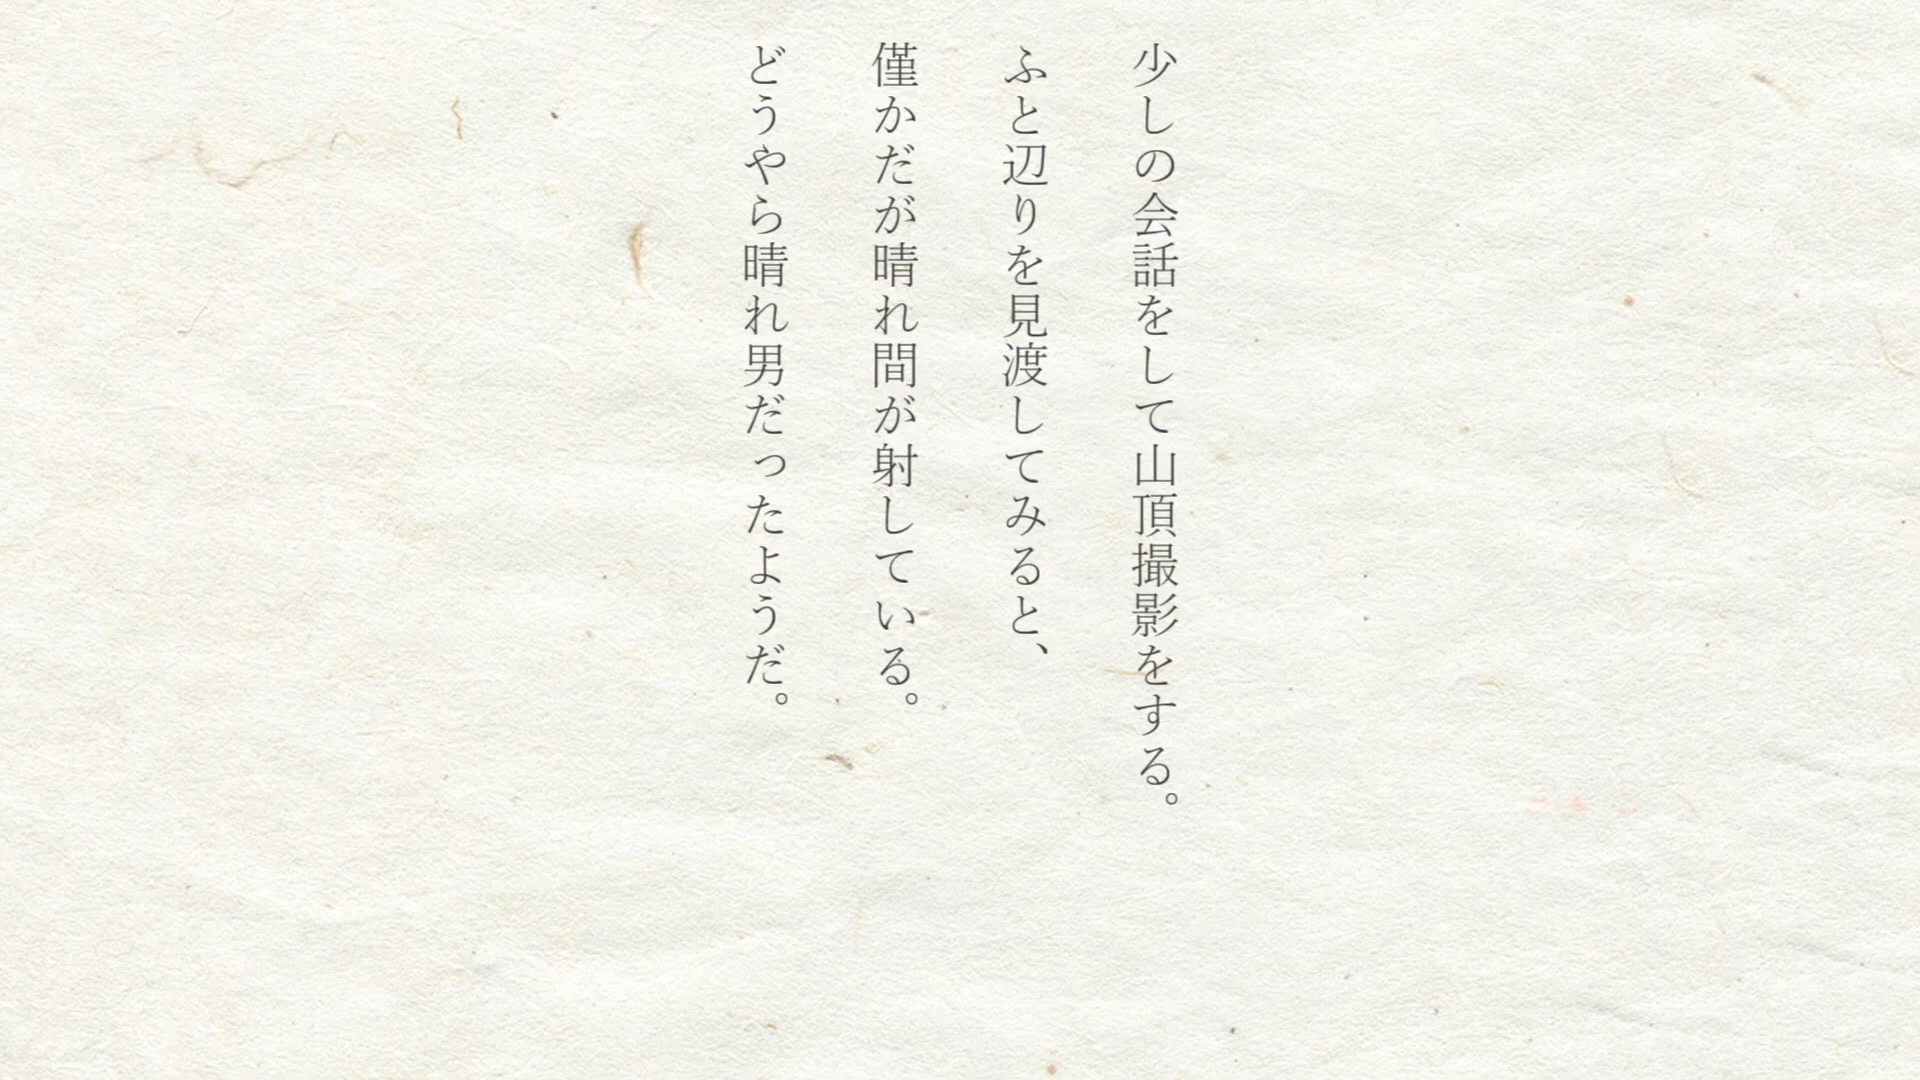 少しの会話をして山頂撮影をする。
ふと辺りを見渡してみると、
僅かだが晴れ間が射している。
どうやら晴れ男だったようだ。